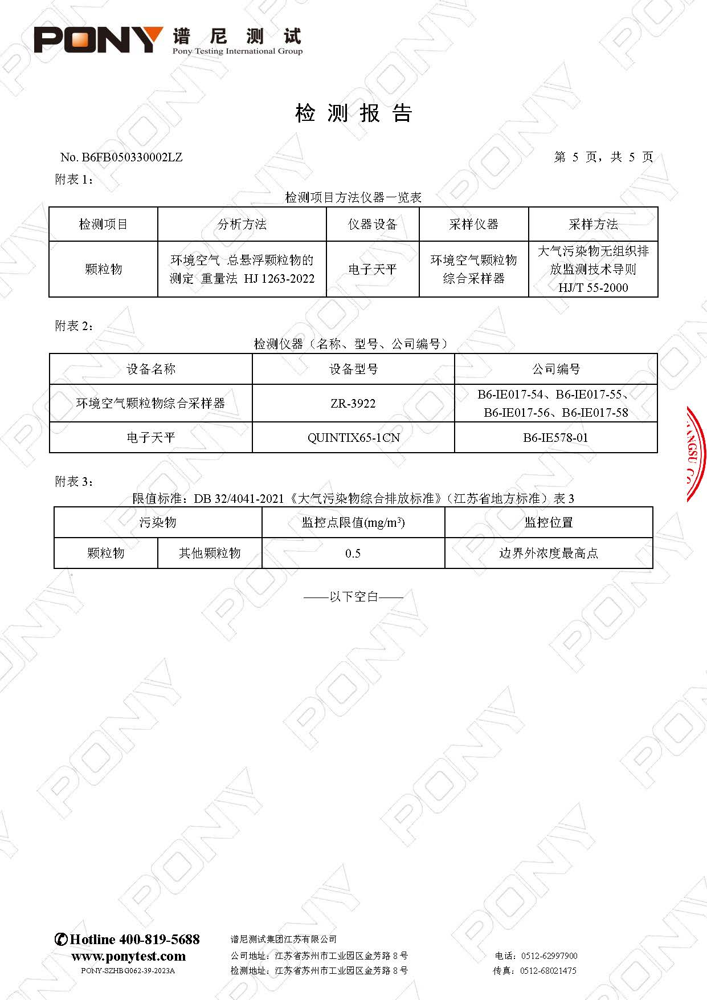 PONY 谱尼测试
Pony Testing International Group
检 测 报 告
No. B6FB050330002LZ 第 5 页，共 5 页
附表 1：
检测项目方法仪器一览表
检测项目 分析方法 仪器设备 采样仪器 采样方法
颗粒物 环境空气 总悬浮颗粒物的测定 重量法 HJ 1263-2022 电子天平 环境空气颗粒物综合采样器 大气污染物无组织排放监测技术导则 HJ/T 55-2000
附表 2：
检测仪器（名称、型号、公司编号）
设备名称 设备型号 公司编号
环境空气颗粒物综合采样器 ZR-3922 B6-IE017-54、B6-IE017-55、B6-IE017-56、B6-IE017-58
电子天平 QUINTIX65-1CN B6-IE578-01
附表 3：
限值标准：DB 32/4041-2021《大气污染物综合排放标准》（江苏省地方标准）表 3
污染物 监控点限值(mg/m³) 监控位置
颗粒物 其他颗粒物 0.5 边界外浓度最高点
——以下空白——
✆Hotline 400-819-5688 谱尼测试集团江苏有限公司
www.ponytest.com 公司地址：江苏省苏州市工业园区金芳路 8 号 电话：0512-62997900
PONY-SZHBG062-39-2023A 检测地址：江苏省苏州市工业园区金芳路 8 号 传真：0512-68021475